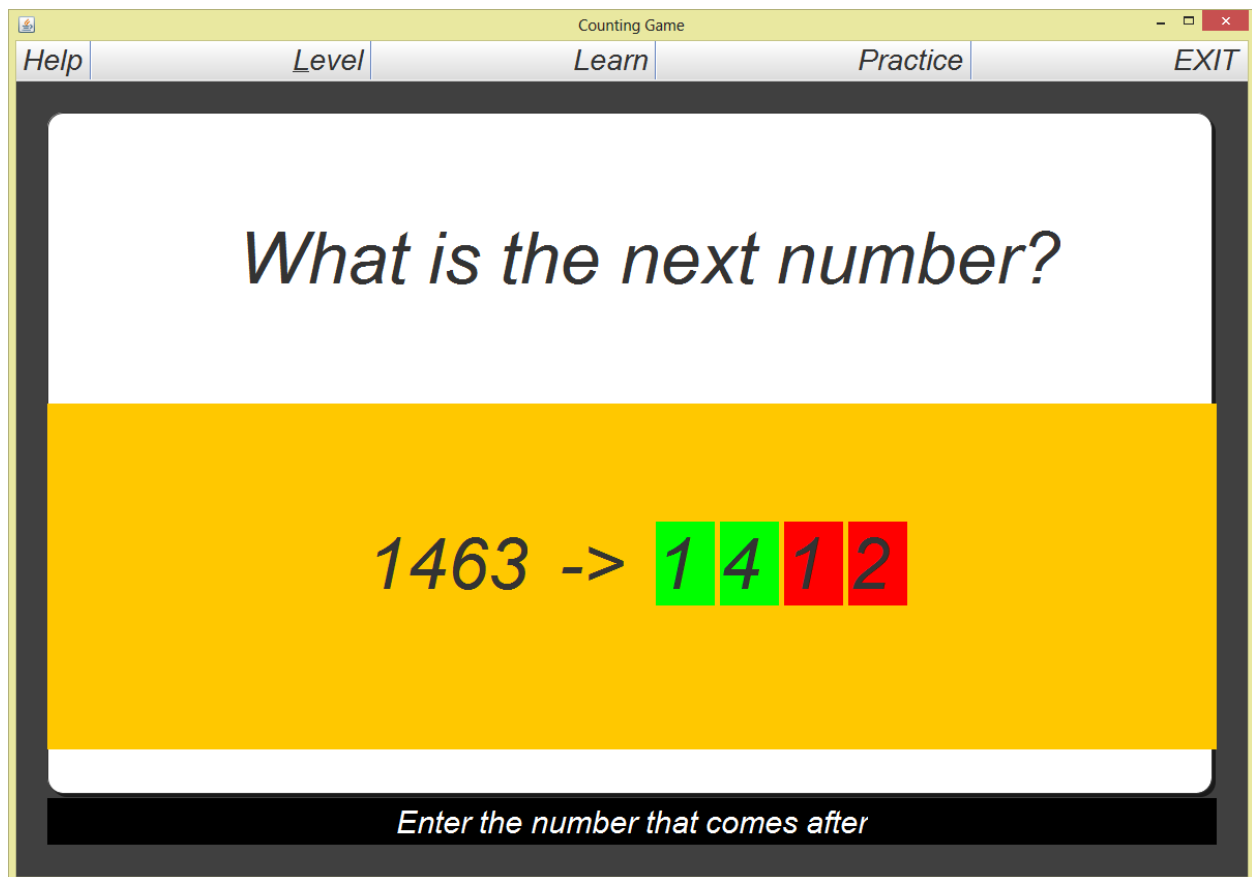 Counting Game
Help Level Learn Practice EXIT
What is the next number?
1463 -> 1 4 1 2
Enter the number that comes after